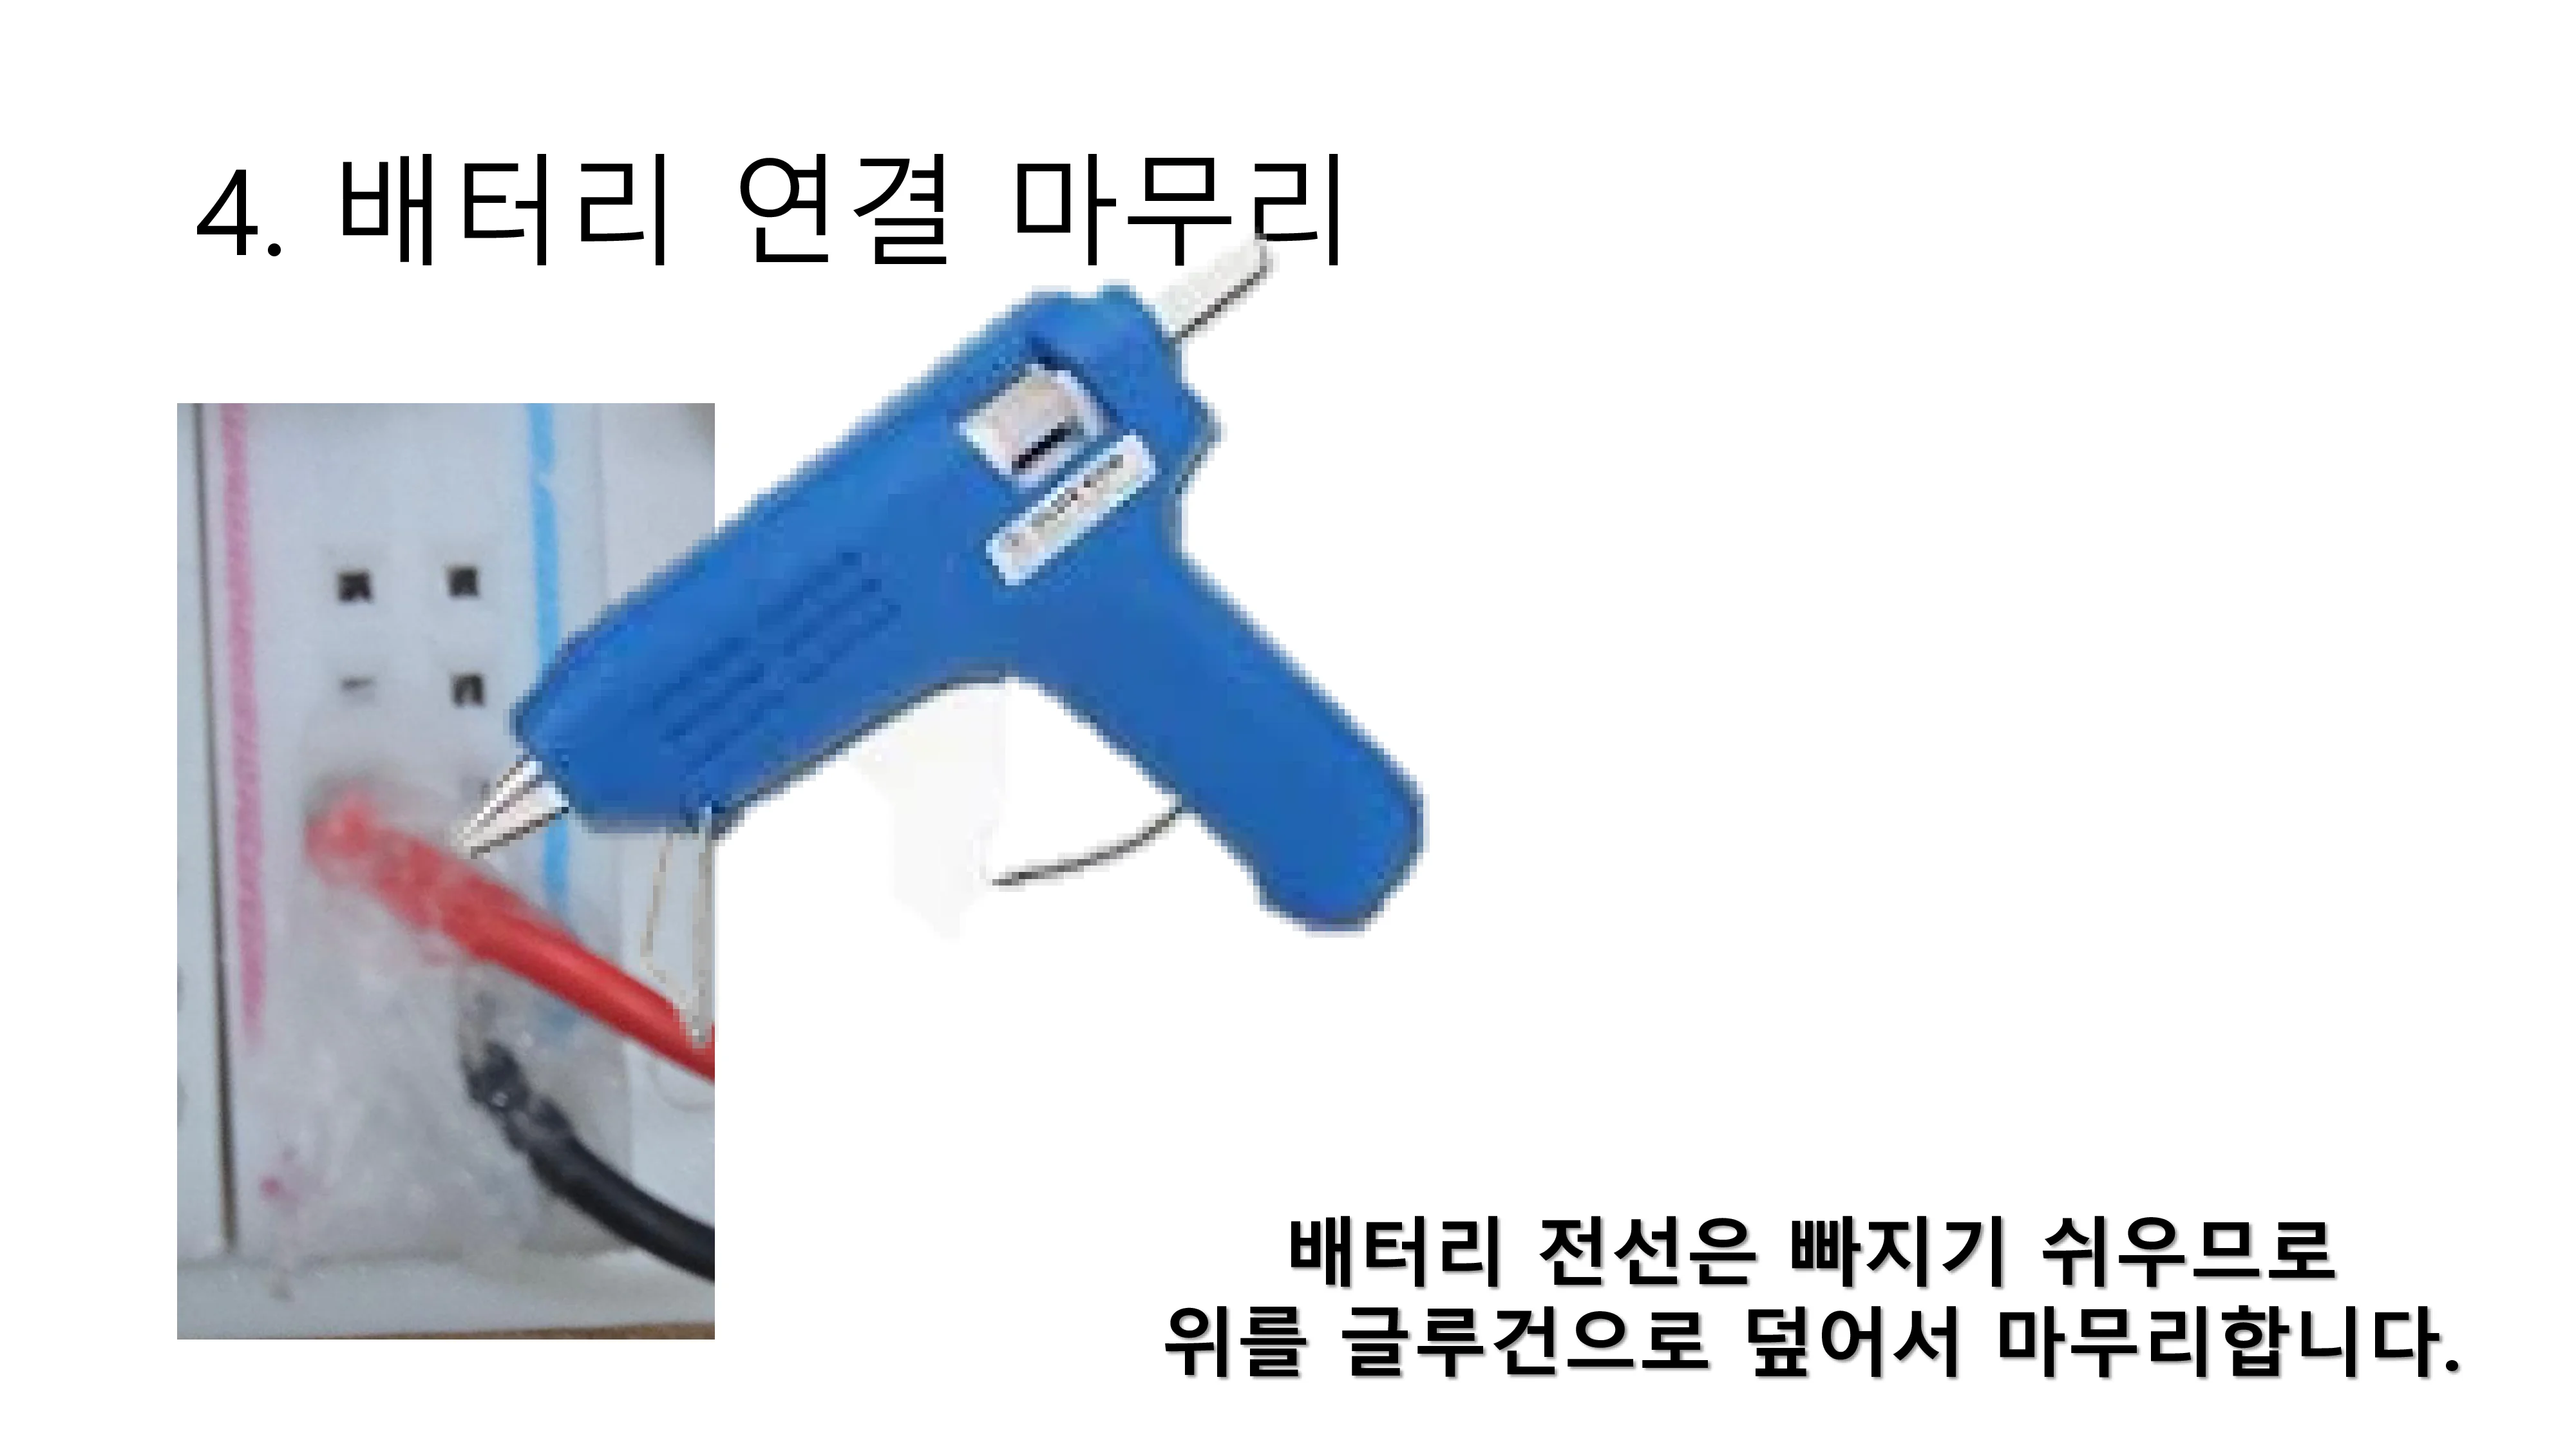 4. 배터리 연결 마무리
배터리 전선은 빠지기 쉬우므로
위를 글루건으로 덮어서 마무리합니다.